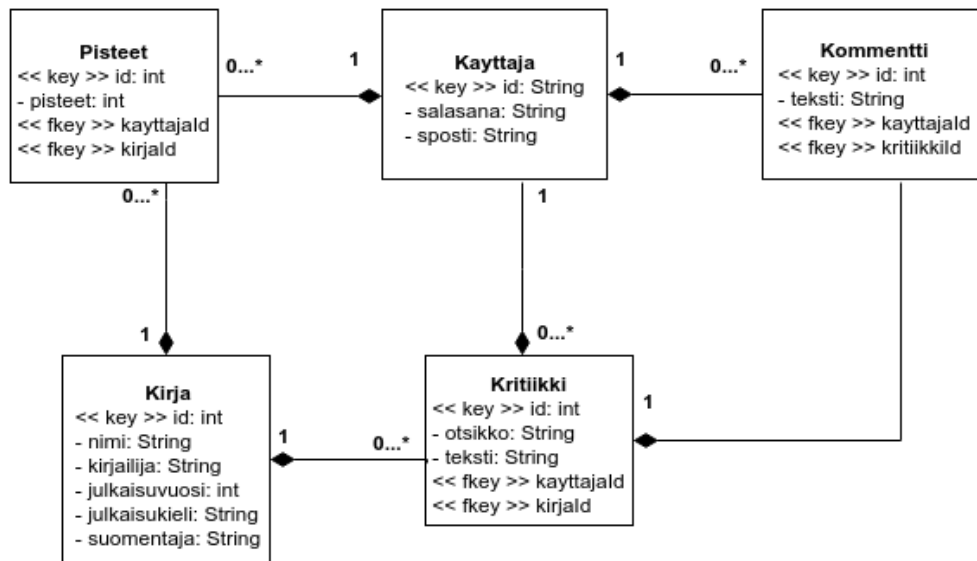 Pisteet
<< key >> id: int
- pisteet: int
<< fkey >> kayttajaId
<< fkey >> kirjaId
0...*
1
Kayttaja
<< key >> id: String
- salasana: String
- sposti: String
1
0...*
Kommentti
<< key >> id: int
- teksti: String
<< fkey >> kayttajaId
<< fkey >> kritiikkiId
0...*
1
1
0...*
Kirja
<< key >> id: int
- nimi: String
- kirjailija: String
- julkaisuvuosi: int
- julkaisukieli: String
- suomentaja: String
1
0...*
Kritiikki
<< key >> id: int
- otsikko: String
- teksti: String
<< fkey >> kayttajaId
<< fkey >> kirjaId
1